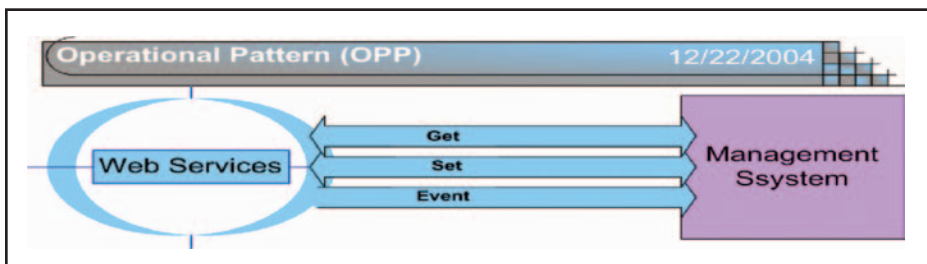 Operational Pattern (OPP) 12/22/2004
Get
Web Services
Set
Management
Ssystem
Event